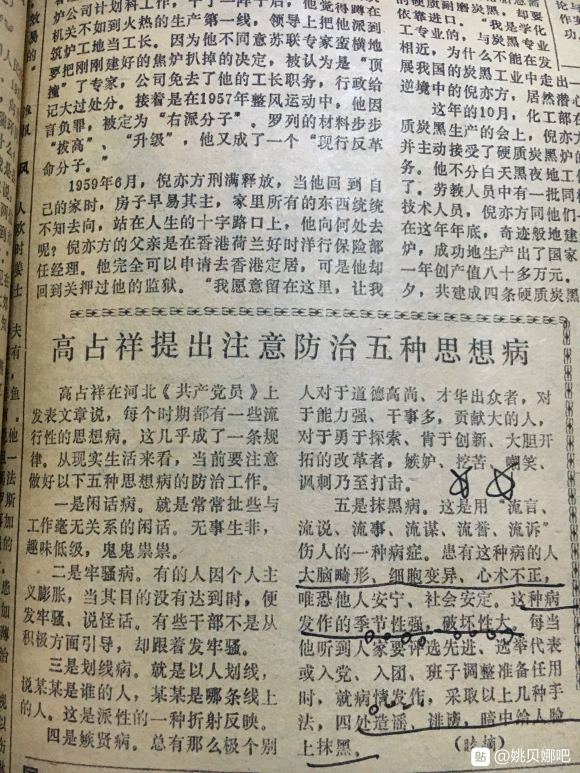 炉公司计划科工作，干了一阵子后，他觉得蹲在
机关不如到火热的生产第一线，领导上把他派到
筑炉工地当工长。因为他不同意苏联专家蛮横地
要把刚刚建好的焦炉扒掉的决定，被认为是“顶
撞”了专家，公司免去了他的工长职务，行政给
记大过处分。接着是在1957年整风运动中，他因
言负罪，被定为“右派分子”。罗列的材料步步
“拔高”、“升级”，他又成了一个“现行反革
命分子。”
1959年6月，倪亦方刑满释放，当他回到自
己的家时，房子早易其主，家里所有的东西统统
不知去向，站在人生的十字路口上，他向何处去
呢？倪亦方的父亲是在香港荷兰好时洋行保险部
任经理。他完全可以申请去香港定居，可是他却
回到关押过他的监狱。“我愿意留在这里，让我
的硬质耐磨炭黑，却要
依靠进口。“我是学化
工专业的，与炭黑专业
相近，为什么不能在发
展我国的炭黑工业中走出一
逆境中的倪亦方，居然潜心
这年的10月，化工部在
质炭黑生产的会上，倪亦方
并主动接受了硬质炭黑炉的
务。他不分白天黑夜地工作
了。劳教人员中有一批同样
技术人员，倪亦方同他们一
在这年年底，奇迹般地建
炉，成功地生产出了国家
一年创产值八十多万元。
夕，共建成四条硬质炭黑
高占祥提出注意防治五种思想病
高占祥在河北《共产党员》上
发表文章说，每个时期都有一些流
行性的思想病。这几乎成了一条规
律。从现实生活来看，当前要注意
做好以下五种思想病的防治工作。
一是闲话病。就是常常扯些与
工作毫无关系的闲话。无事生非，
趣味低级，鬼鬼祟祟。
二是牢骚病。有的人因个人主
义膨胀，当其目的没有达到时，便
发牢骚、说怪话。有些干部不是从
积极方面引导，却跟着发牢骚。
三是划线病。就是以人划线，
说某某是谁的人，某某是哪条线上
的人。这是派性的一种折射反映。
四是嫉贤病。总有那么极个别
人对于道德高尚、才华出众者，对
于能力强、干事多，贡献大的人，
对于勇于探索、肯于创新、大胆开
拓的改革者，嫉妒、挖苦、嘲笑、
讽刺乃至打击。
五是抹黑病。这是用“流言、
流说、流事、流谋、流誉、流诉”
伤人的一种病症。患有这种病的人
大脑畸形、细胞变异、心术不正，
唯恐他人安宁、社会安定。这种病
发作的季节性强，破坏性大。每当
他听到人家要评选先进、选举代表
或入党、入团、班子调整准备任用
时，就病情发作，采取以上几种手
法，四处造谣、诽谤，暗中给人脸
上抹黑。
（晗摘）
贴 @姚贝娜吧